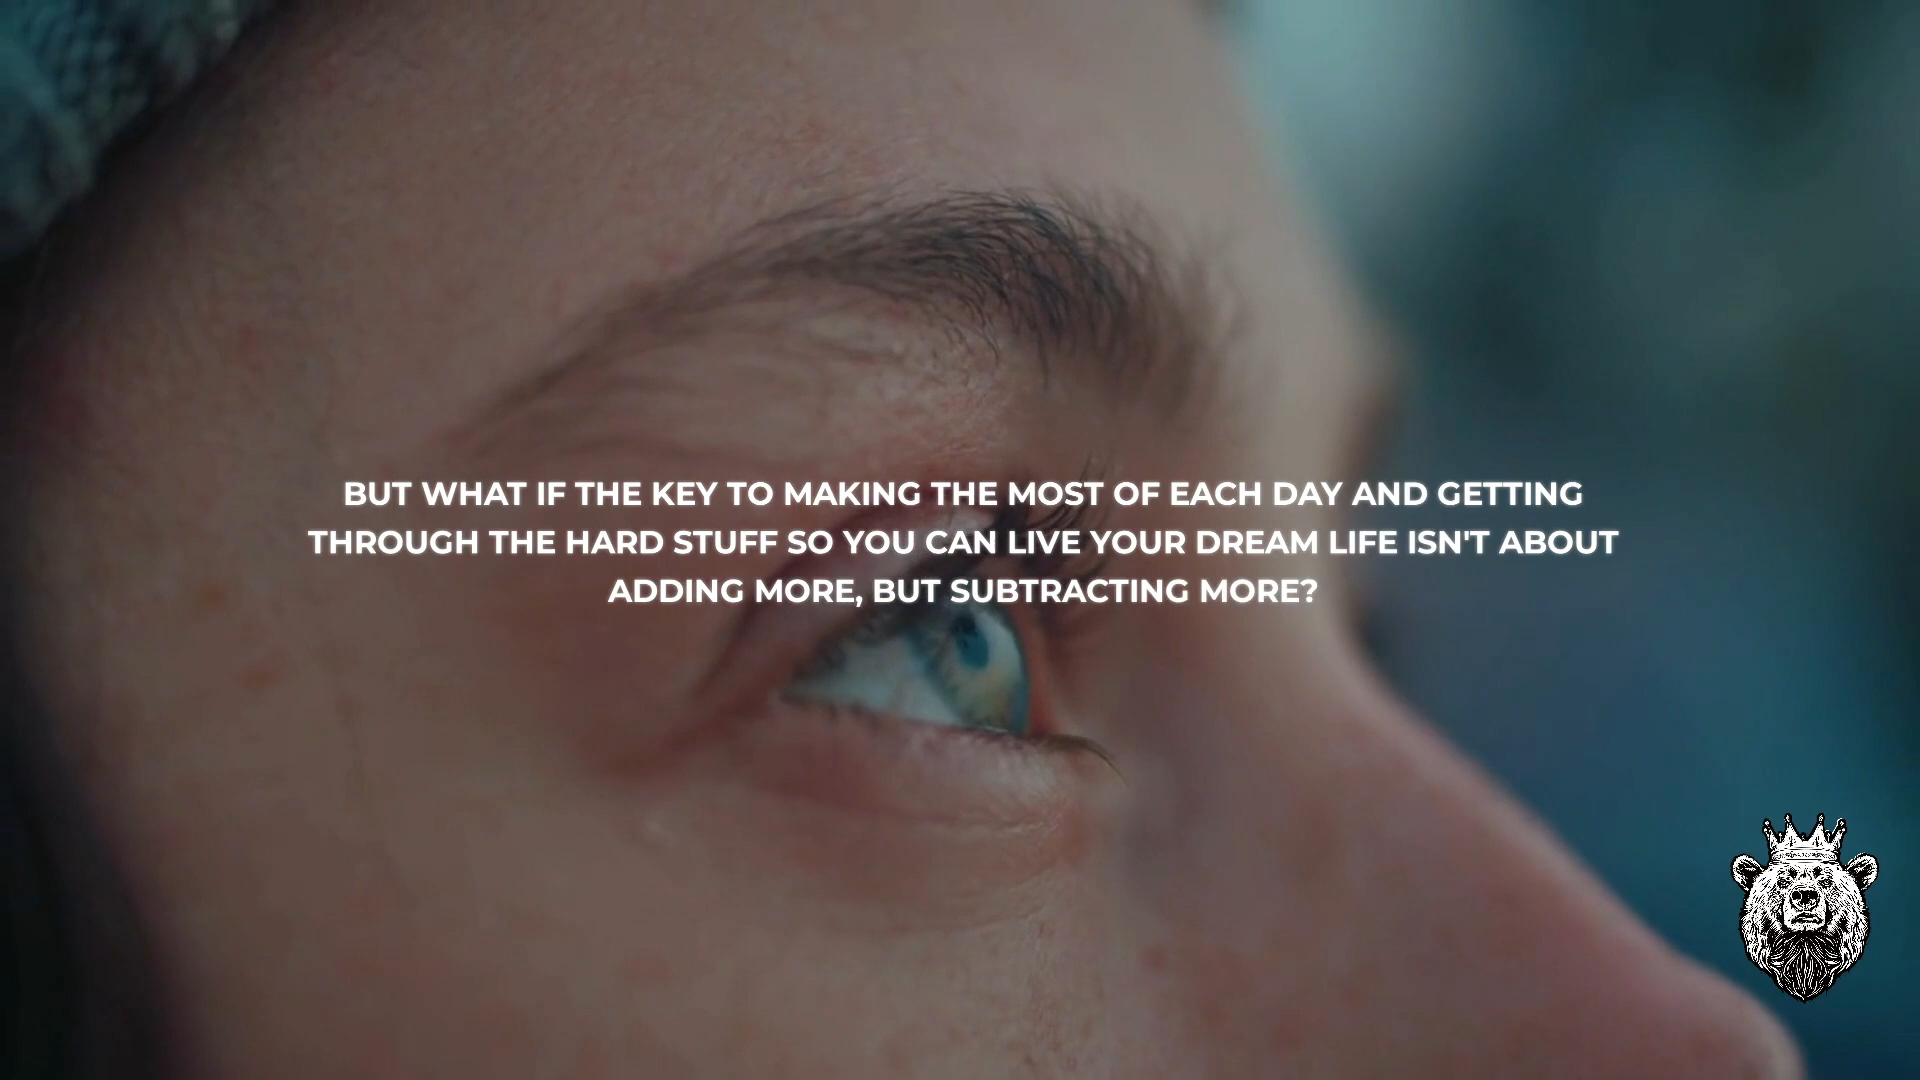 BUT WHAT IF THE KEY TO MAKING THE MOST OF EACH DAY AND GETTING
THROUGH THE HARD STUFF SO YOU CAN LIVE YOUR DREAM LIFE ISN'T ABOUT
ADDING MORE, BUT SUBTRACTING MORE?